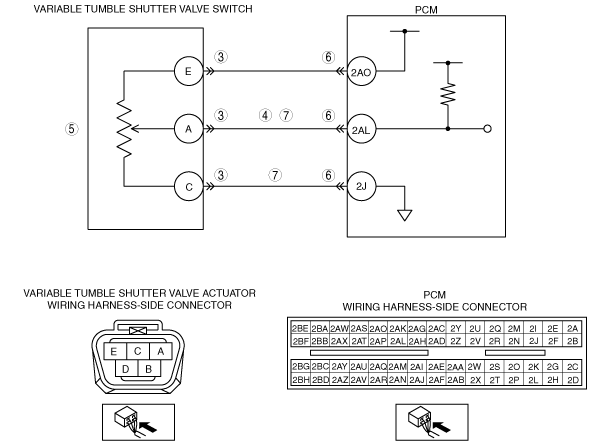 VARIABLE TUMBLE SHUTTER VALVE SWITCH
PCM
E ③ ⑥ 2AO
⑤ A ③ ④ ⑦ ⑥ 2AL
C ③ ⑦ ⑥ 2J
VARIABLE TUMBLE SHUTTER VALVE ACTUATOR
WIRING HARNESS-SIDE CONNECTOR
E C A
D B
PCM
WIRING HARNESS-SIDE CONNECTOR
2BE 2BA 2AW 2AS 2AO 2AK 2AG 2AC 2Y 2U 2Q 2M 2I 2E 2A
2BF 2BB 2AX 2AT 2AP 2AL 2AH 2AD 2Z 2V 2R 2N 2J 2F 2B
2BG 2BC 2AY 2AU 2AQ 2AM 2AI 2AE 2AA 2W 2S 2O 2K 2G 2C
2BH 2BD 2AZ 2AV 2AR 2AN 2AJ 2AF 2AB 2X 2T 2P 2L 2H 2D